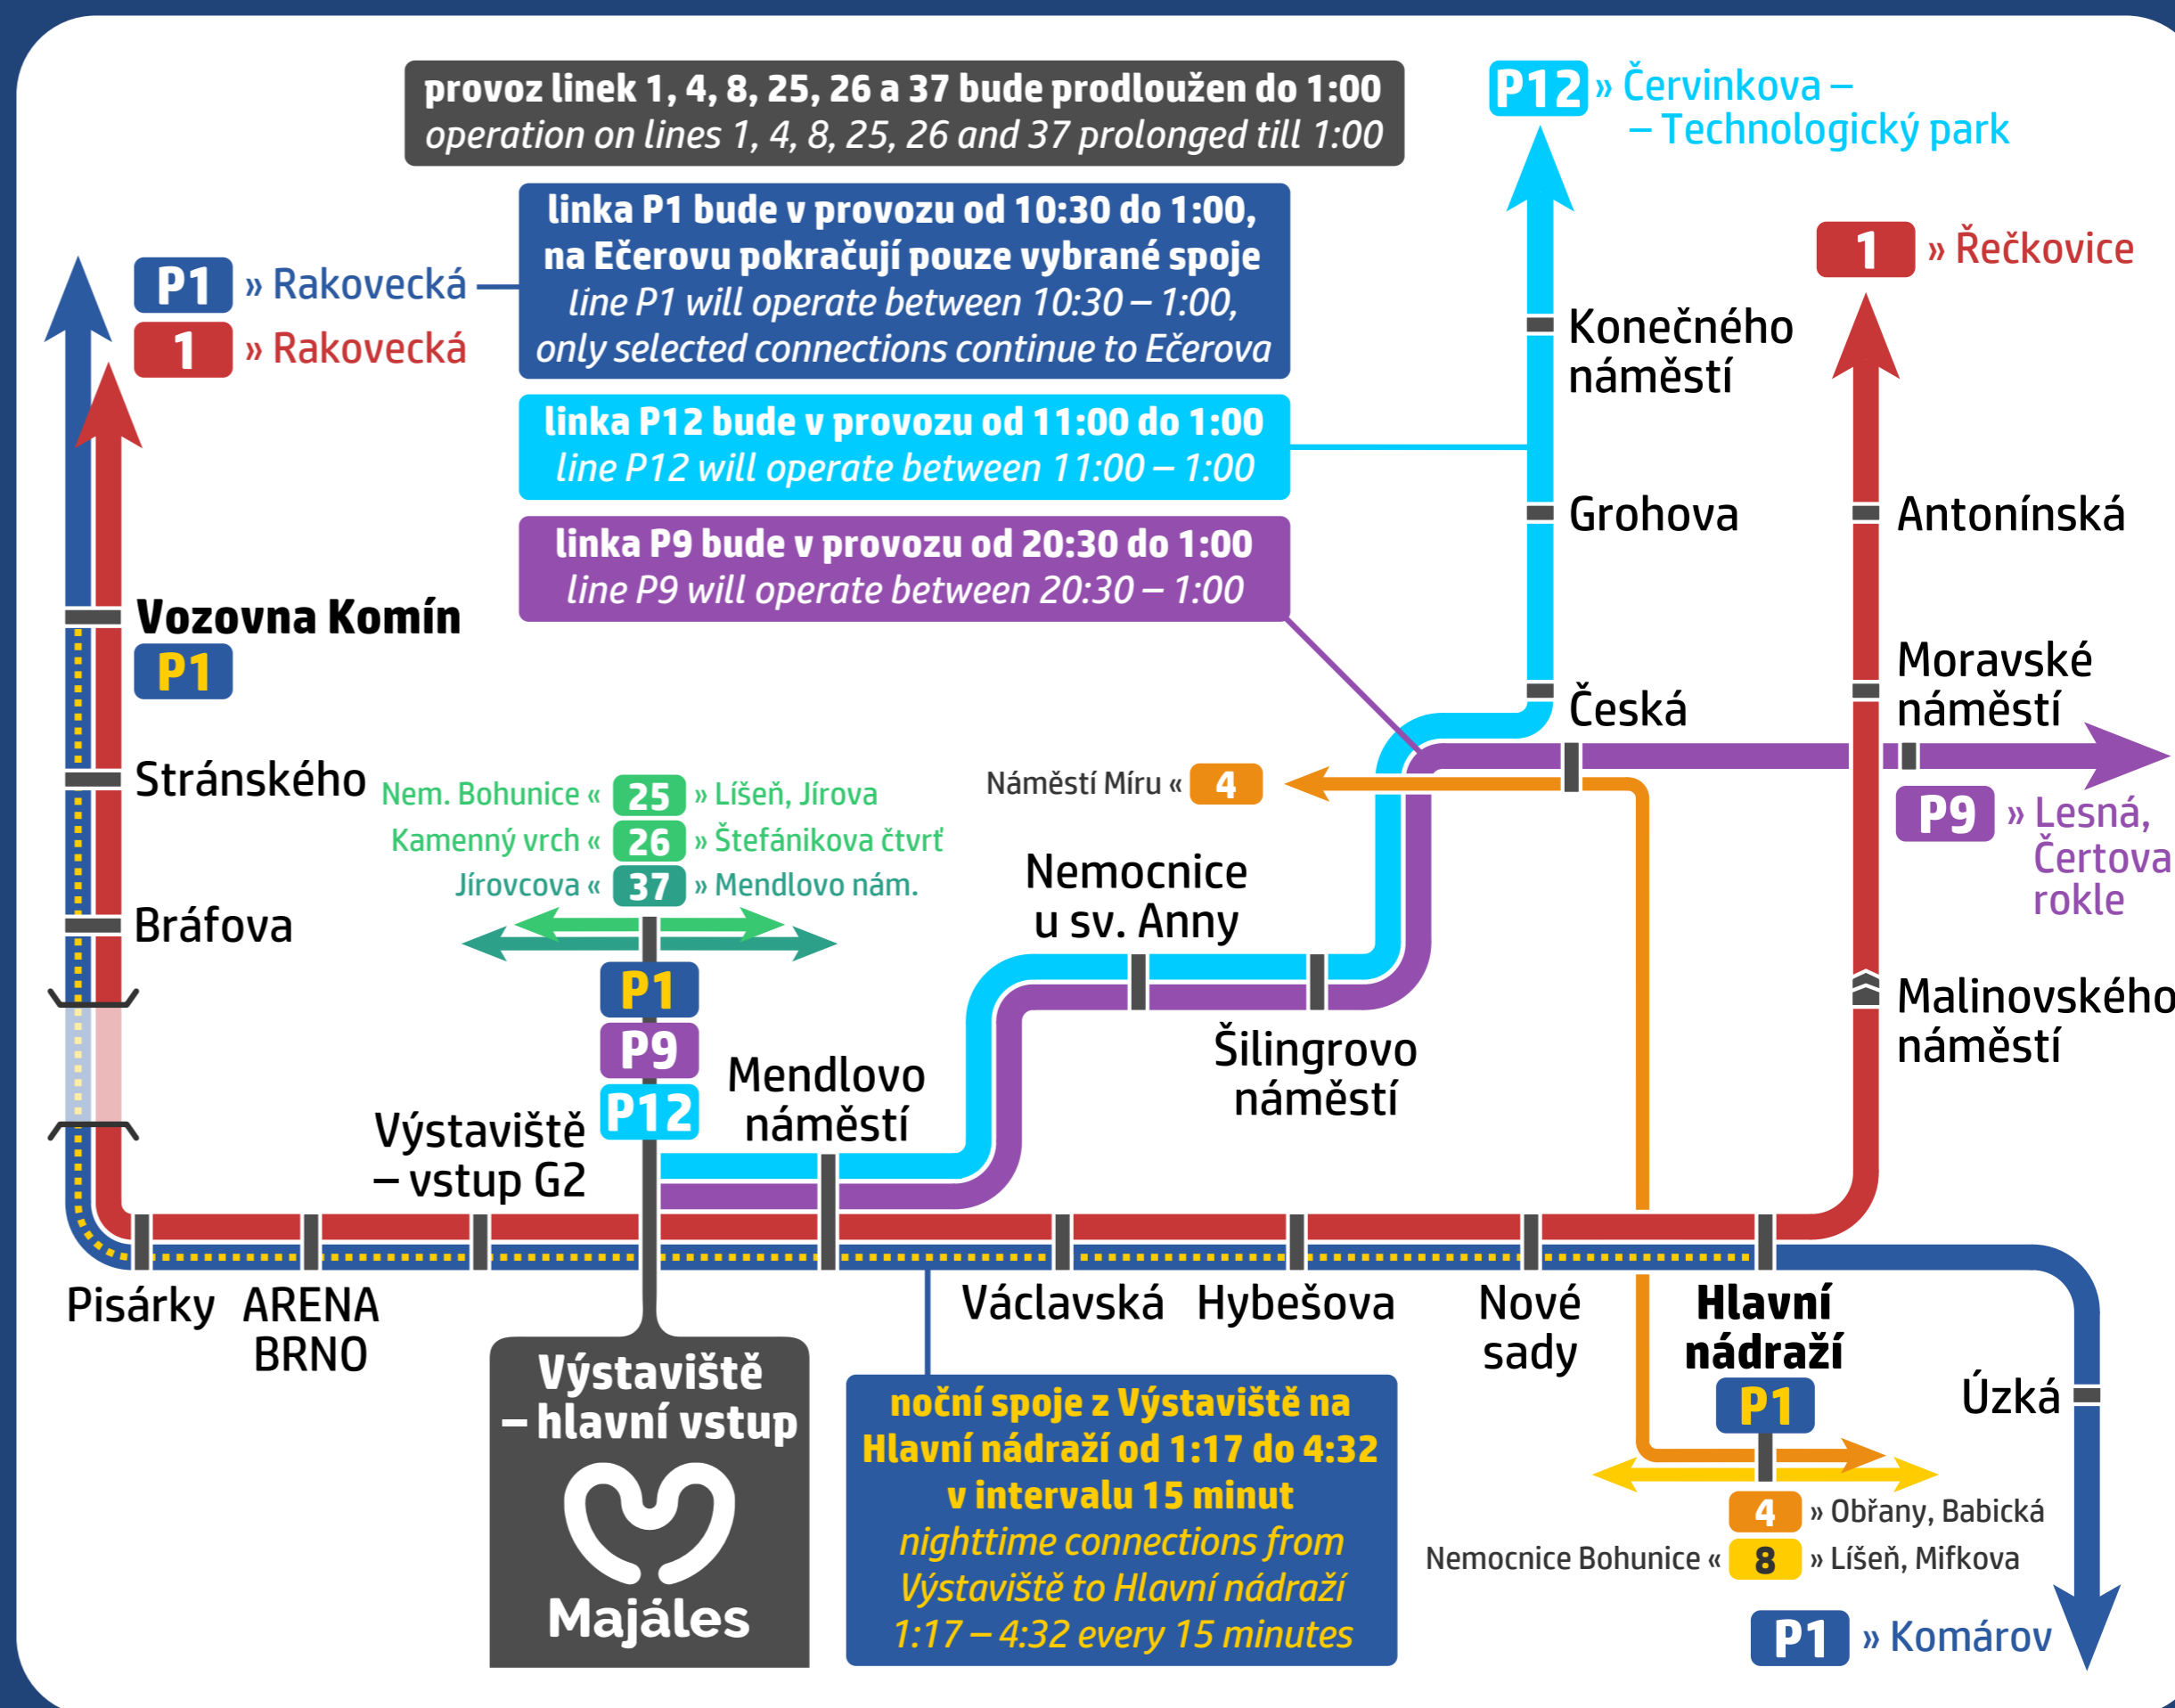 provoz linek 1, 4, 8, 25, 26 a 37 bude prodloužen do 1:00
operation on lines 1, 4, 8, 25, 26 and 37 prolonged till 1:00
P12 » Červinkova –
– Technologický park
linka P1 bude v provozu od 10:30 do 1:00,
na Ečerovu pokračují pouze vybrané spoje
line P1 will operate between 10:30 – 1:00,
only selected connections continue to Ečerova
P1 » Rakovecká
1 » Rakovecká
1 » Řečkovice
linka P12 bude v provozu od 11:00 do 1:00
line P12 will operate between 11:00 – 1:00
linka P9 bude v provozu od 20:30 do 1:00
line P9 will operate between 20:30 – 1:00
Konečného
náměstí
Grohova
Česká
Antonínská
Moravské
náměstí
P9 » Lesná,
Čertova
rokle
Malinovského
náměstí
Vozovna Komín
P1
Stránského
Bráfova
Nem. Bohunice « 25 » Líšeň, Jírova
Kamenný vrch « 26 » Štefánikova čtvrť
Jírovcova « 37 » Mendlovo nám.
Náměstí Míru « 4
Nemocnice
u sv. Anny
Šilingrovo
náměstí
P1
P9
P12
Mendlovo
náměstí
Výstaviště
– vstup G2
Pisárky
ARENA
BRNO
Václavská
Hybešova
Nové
sady
Hlavní
nádraží
P1
Úzká
Výstaviště
– hlavní vstup
Majáles
noční spoje z Výstaviště na
Hlavní nádraží od 1:17 do 4:32
v intervalu 15 minut
nighttime connections from
Výstaviště to Hlavní nádraží
1:17 – 4:32 every 15 minutes
4 » Obřany, Babická
Nemocnice Bohunice « 8 » Líšeň, Mifkova
P1 » Komárov